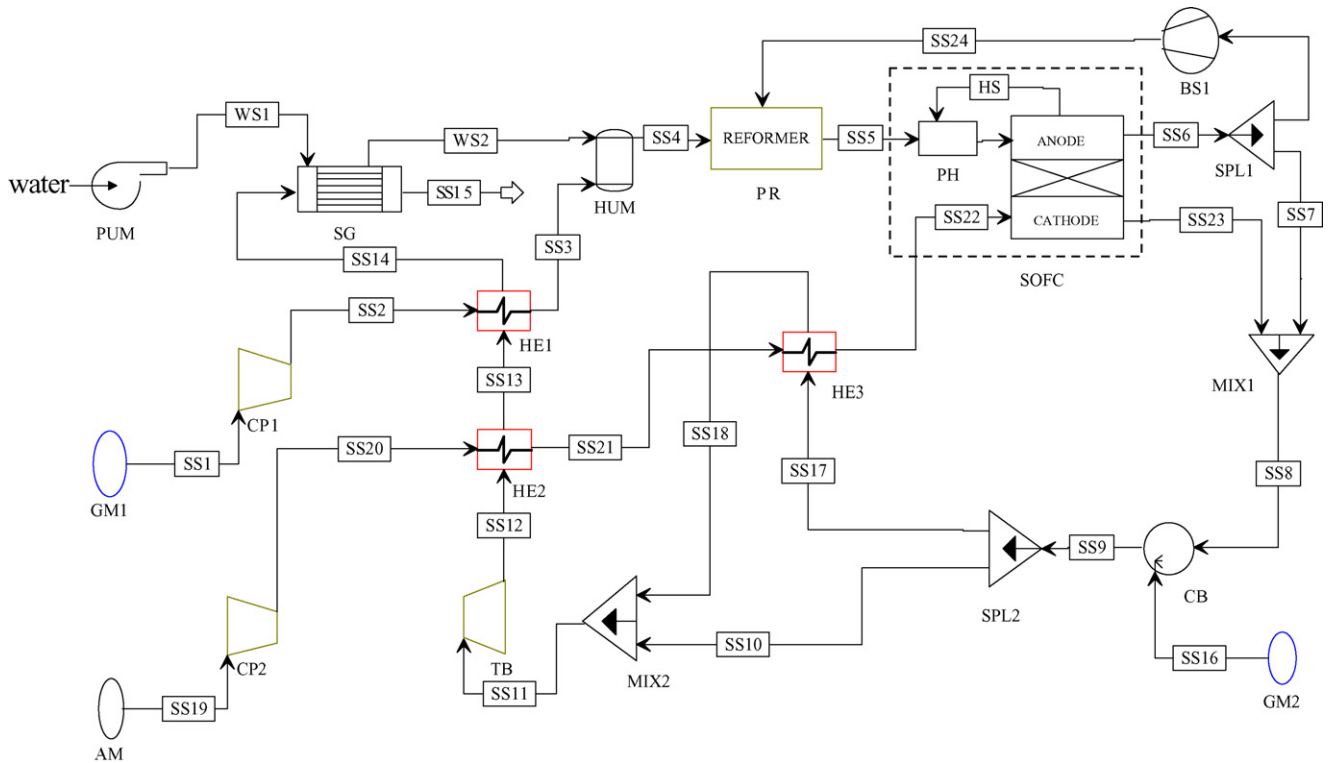 SS24
BS1
HS
WS1
WS2
SS4
REFORMER
SS5
ANODE
SS6
SPL1
water
SS15
HUM
PR
PH
SS22
CATHODE
SS23
SS7
PUM
SG
SS3
SOFC
SS14
SS2
HE1
HE3
MIX1
CP1
SS13
SS20
SS21
SS18
SS1
HE2
SS17
SS8
GM1
SS12
SS9
CB
SPL2
CP2
TB
SS10
SS16
MIX2
SS11
GM2
SS19
AM